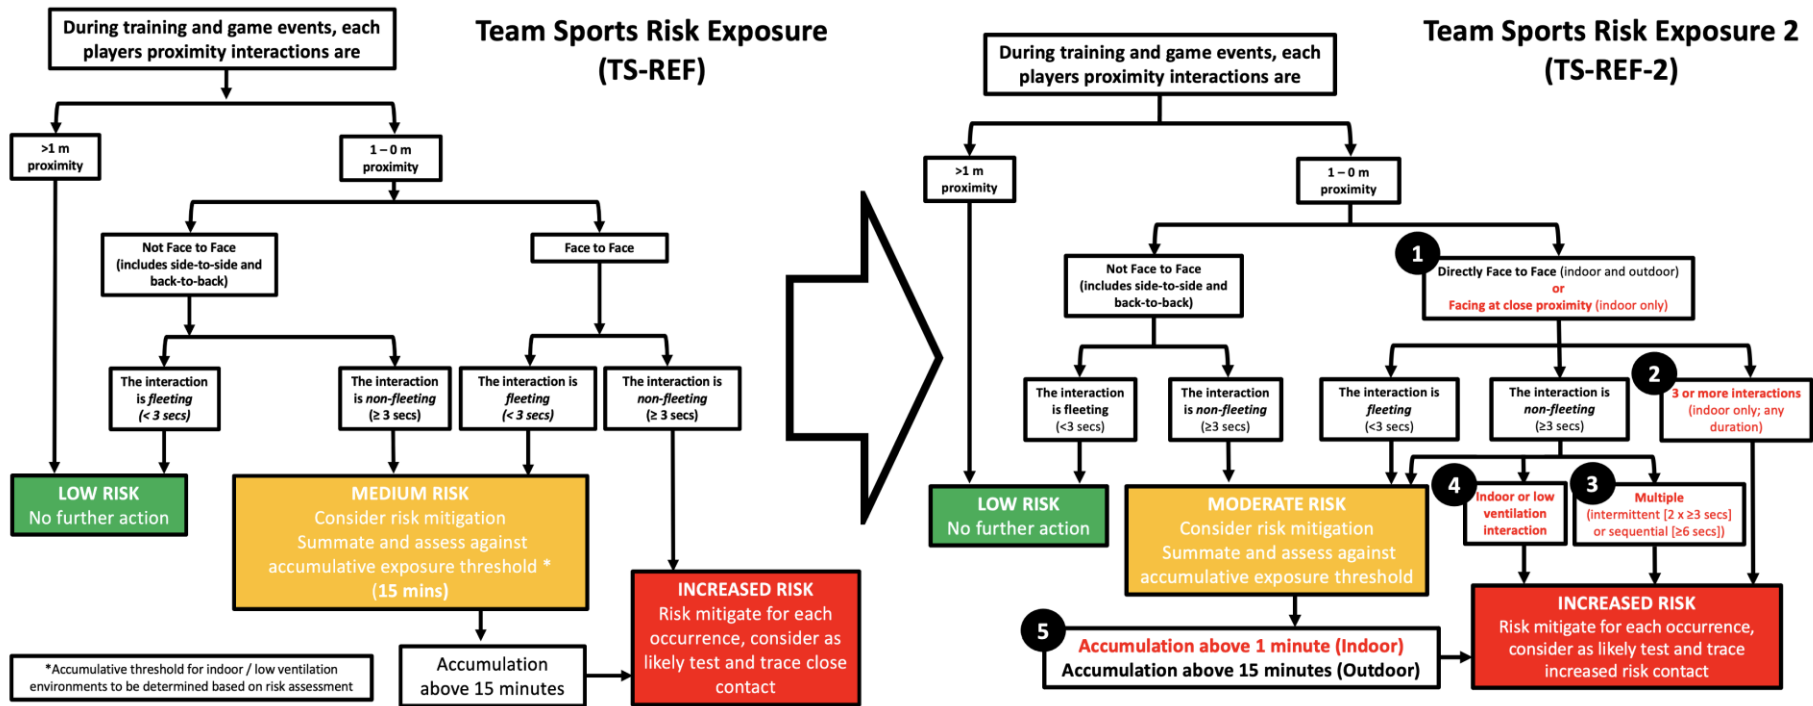 Team Sports Risk Exposure
(TS-REF)
During training and game events, each
players proximity interactions are
>1 m
proximity
1 – 0 m
proximity
Not Face to Face
(includes side-to-side and
back-to-back)
Face to Face
The interaction
is fleeting
(< 3 secs)
The interaction
is non-fleeting
(≥ 3 secs)
The interaction is
fleeting
(< 3 secs)
The interaction is
non-fleeting
(≥ 3 secs)
LOW RISK
No further action
MEDIUM RISK
Consider risk mitigation
Summate and assess against
accumulative exposure threshold *
(15 mins)
INCREASED RISK
Risk mitigate for each
occurrence, consider as
likely test and trace close
contact
Accumulation
above 15 minutes
*Accumulative threshold for indoor / low ventilation
environments to be determined based on risk assessment
Team Sports Risk Exposure 2
(TS-REF-2)
During training and game events, each
players proximity interactions are
>1 m
proximity
1 – 0 m
proximity
Not Face to Face
(includes side-to-side and
back-to-back)
1
Directly Face to Face (indoor and outdoor)
or
Facing at close proximity (indoor only)
The interaction
is fleeting
(<3 secs)
The interaction
is non-fleeting
(≥3 secs)
The interaction is
fleeting
(<3 secs)
The interaction is
non-fleeting
(≥3 secs)
2
3 or more interactions
(indoor only; any
duration)
4
Indoor or low
ventilation
interaction
3
Multiple
(intermittent [2 x ≥3 secs]
or sequential [≥6 secs])
LOW RISK
No further action
MODERATE RISK
Consider risk mitigation
Summate and assess against
accumulative exposure threshold
5
Accumulation above 1 minute (Indoor)
Accumulation above 15 minutes (Outdoor)
INCREASED RISK
Risk mitigate for each occurrence,
consider as likely test and trace
increased risk contact